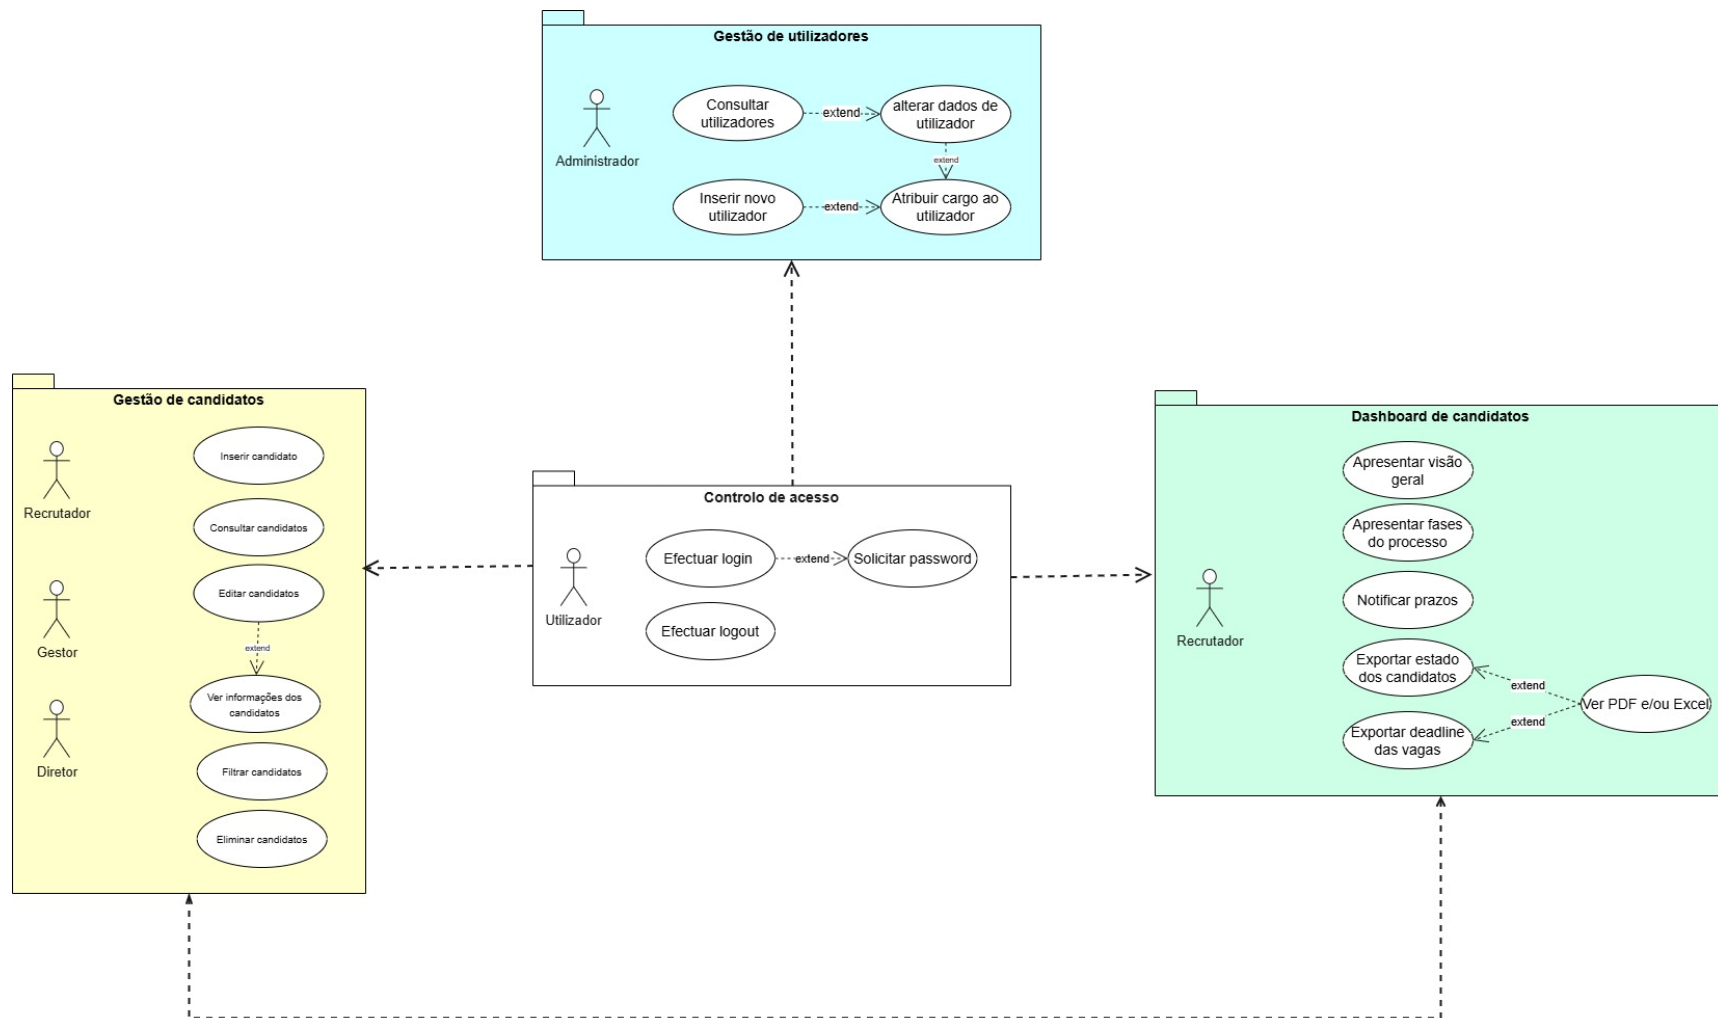 Gestão de utilizadores
Administrador
Consultar
utilizadores
extend
alterar dados de
utilizador
extend
Inserir novo
utilizador
extend
Atribuir cargo ao
utilizador
Gestão de candidatos
Recrutador
Gestor
Diretor
Inserir candidato
Consultar candidatos
Editar candidatos
extend
Ver informações dos
candidatos
Filtrar candidatos
Eliminar candidatos
Controlo de acesso
Utilizador
Efectuar login
extend
Solicitar password
Efectuar logout
Dashboard de candidatos
Recrutador
Apresentar visão
geral
Apresentar fases
do processo
Notificar prazos
Exportar estado
dos candidatos
extend
Ver PDF e/ou Excel
extend
Exportar deadline
das vagas